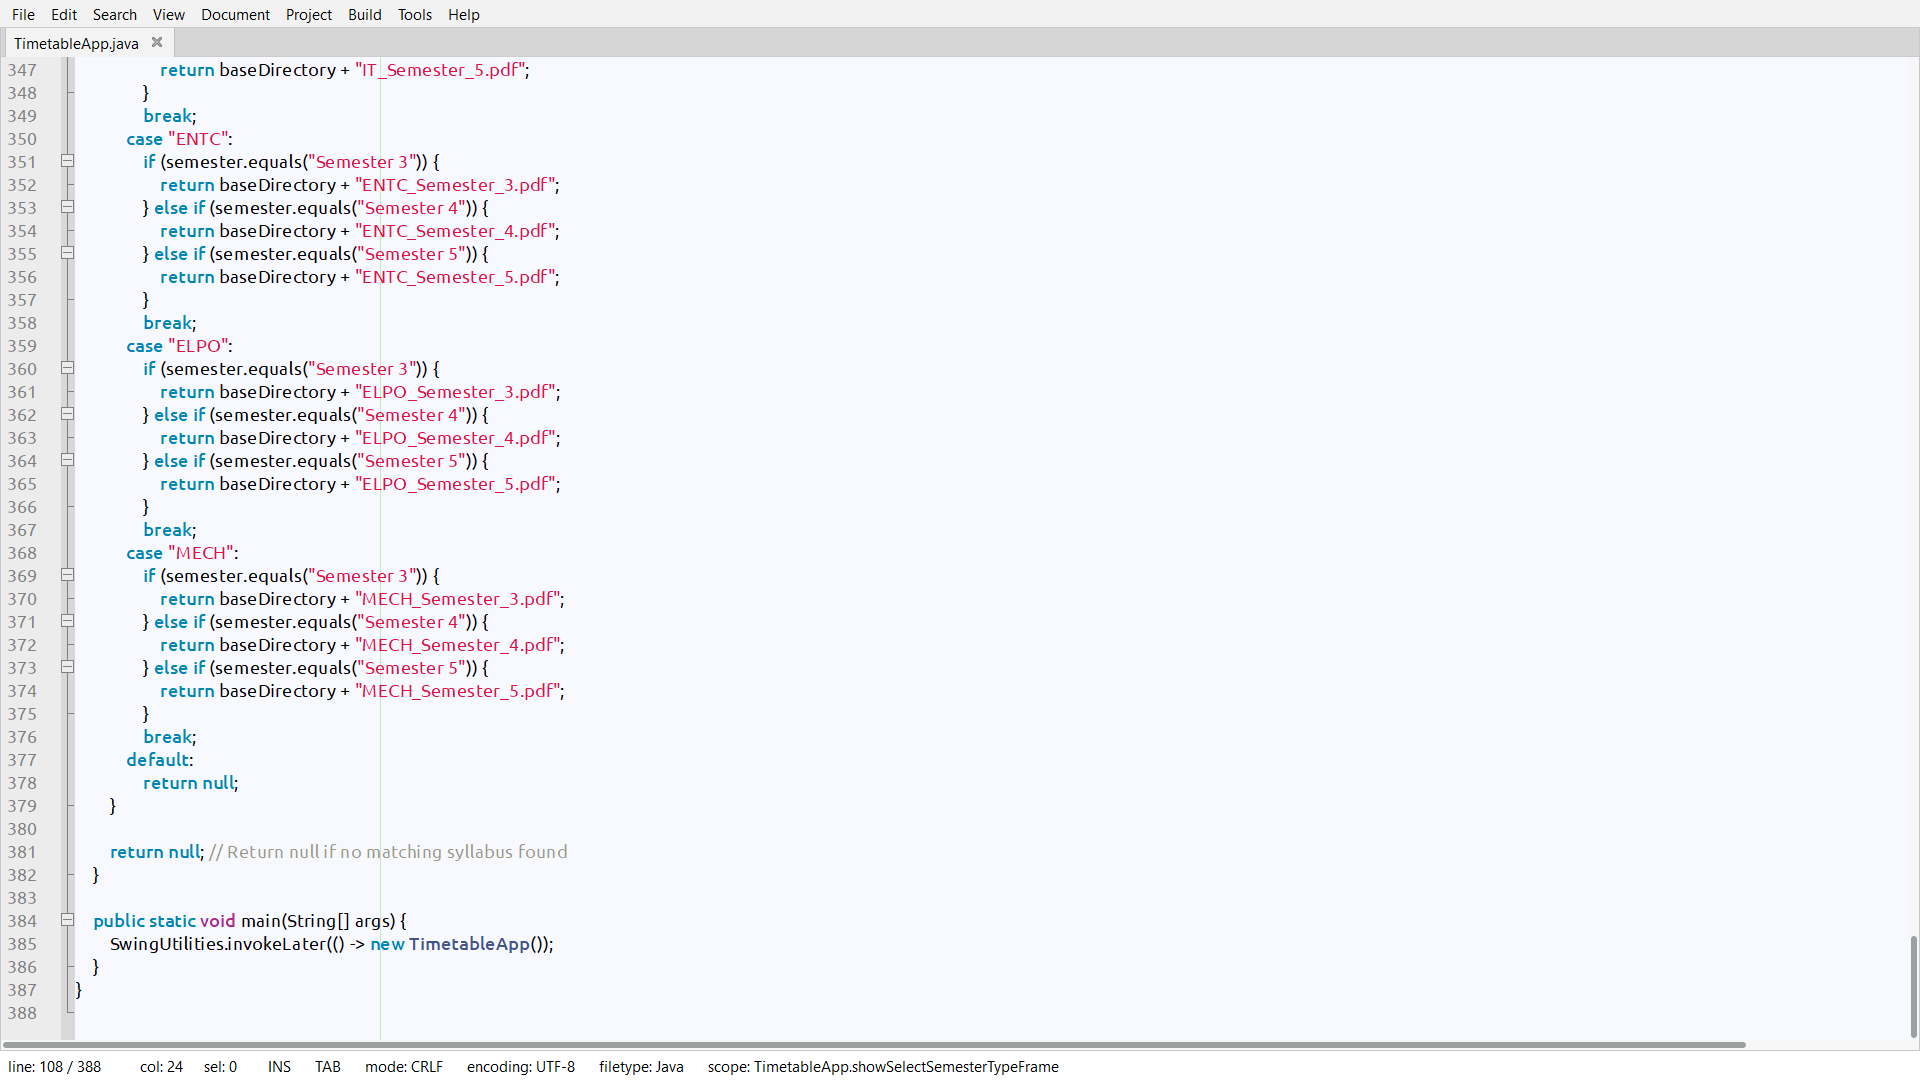 File Edit Search View Document Project Build Tools Help
TimetableApp.java
347 return baseDirectory + "IT_Semester_5.pdf";
348 }
349 break;
350 case "ENTC":
351 if (semester.equals("Semester 3")) {
352 return baseDirectory + "ENTC_Semester_3.pdf";
353 } else if (semester.equals("Semester 4")) {
354 return baseDirectory + "ENTC_Semester_4.pdf";
355 } else if (semester.equals("Semester 5")) {
356 return baseDirectory + "ENTC_Semester_5.pdf";
357 }
358 break;
359 case "ELPO":
360 if (semester.equals("Semester 3")) {
361 return baseDirectory + "ELPO_Semester_3.pdf";
362 } else if (semester.equals("Semester 4")) {
363 return baseDirectory + "ELPO_Semester_4.pdf";
364 } else if (semester.equals("Semester 5")) {
365 return baseDirectory + "ELPO_Semester_5.pdf";
366 }
367 break;
368 case "MECH":
369 if (semester.equals("Semester 3")) {
370 return baseDirectory + "MECH_Semester_3.pdf";
371 } else if (semester.equals("Semester 4")) {
372 return baseDirectory + "MECH_Semester_4.pdf";
373 } else if (semester.equals("Semester 5")) {
374 return baseDirectory + "MECH_Semester_5.pdf";
375 }
376 break;
377 default:
378 return null;
379 }
380
381 return null; // Return null if no matching syllabus found
382 }
383
384 public static void main(String[] args) {
385 SwingUtilities.invokeLater(() -> new TimetableApp());
386 }
387 }
388
line: 108 / 388 col: 24 sel: 0 INS TAB mode: CRLF encoding: UTF-8 filetype: Java scope: TimetableApp.showSelectSemesterTypeFrame